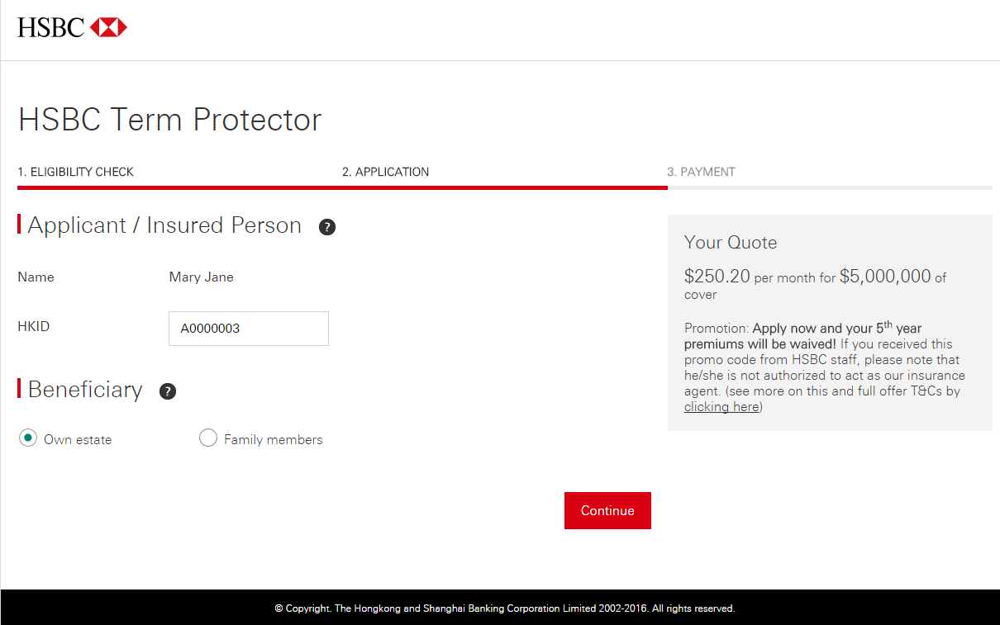 HSBC
HSBC Term Protector
1. ELIGIBILITY CHECK
2. APPLICATION
3. PAYMENT
Applicant / Insured Person ?
Name Mary Jane
HKID A0000003
Beneficiary ?
Own estate Family members
Continue
Your Quote
$250.20 per month for $5,000,000 of
cover
Promotion: Apply now and your 5th year
premiums will be waived! If you received this
promo code from HSBC staff, please note that
he/she is not authorized to act as our insurance
agent. (see more on this and full offer T&Cs by
clicking here)
© Copyright. The Hongkong and Shanghai Banking Corporation Limited 2002-2016. All rights reserved.